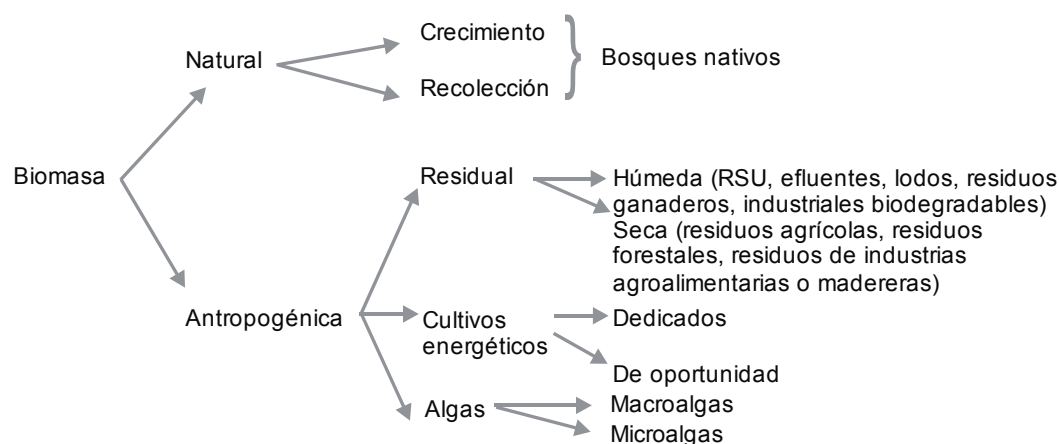 Biomasa
Natural
Crecimiento
Recolección
Bosques nativos
Antropogénica
Residual
Húmeda (RSU, efluentes, lodos, residuos
ganaderos, industriales biodegradables)
Seca (residuos agrícolas, residuos
forestales, residuos de industrias
agroalimentarias o madereras)
Cultivos
energéticos
Dedicados
De oportunidad
Algas
Macroalgas
Microalgas